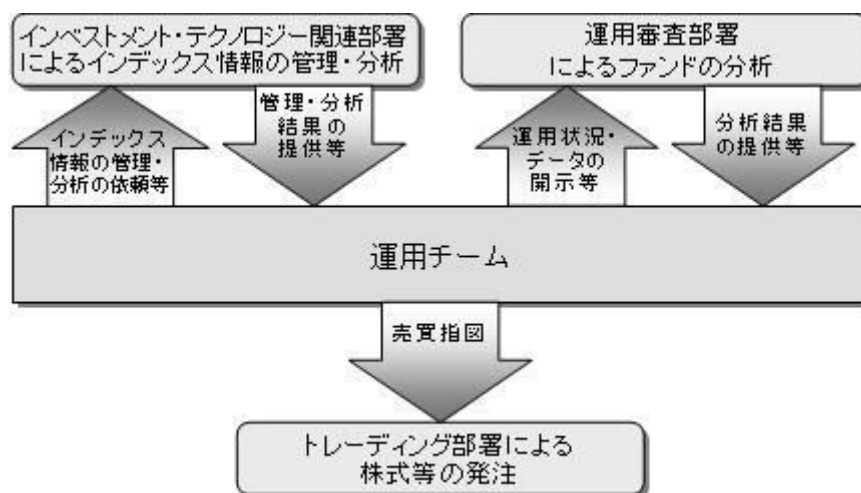 インベストメント・テクノロジー関連部署
によるインデックス情報の管理・分析
運用審査部署
によるファンドの分析
インデックス
情報の管理・
分析の依頼等
管理・分析
結果の
提供等
運用状況・
データの
開示等
分析結果
の提供等
運用チーム
売買指図
トレーディング部署による
株式等の発注